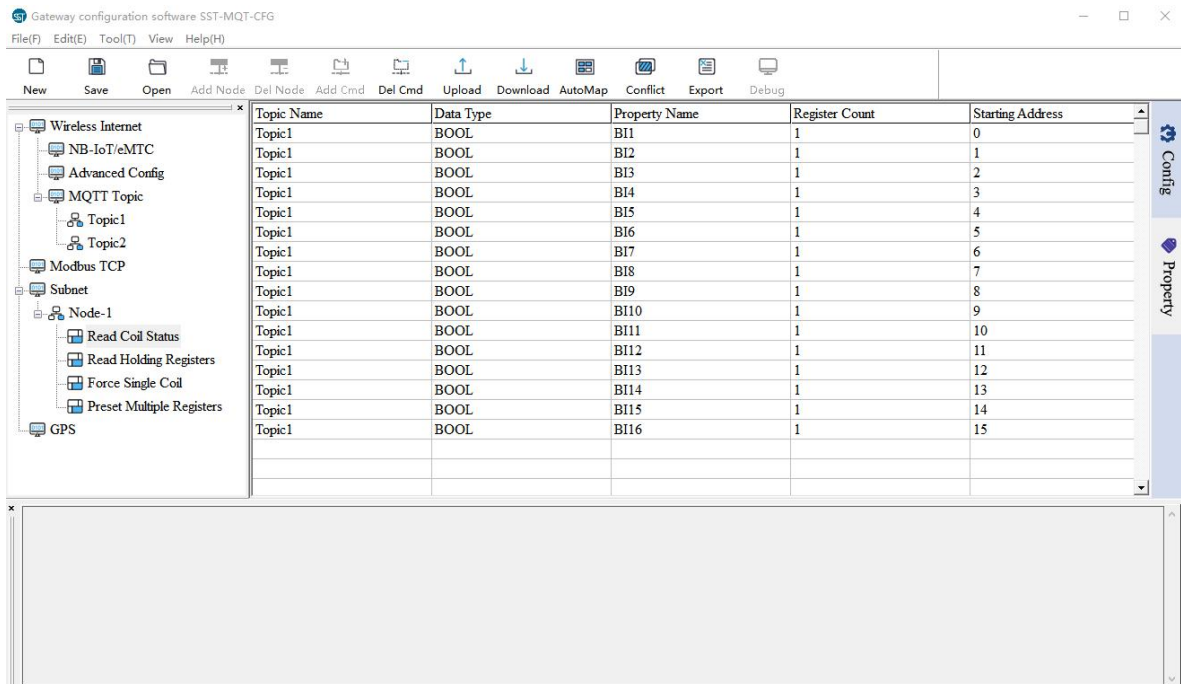 SST Gateway configuration software SST-MQT-CFG
File(F) Edit(E) Tool(T) View Help(H)
New Save Open Add Node Del Node Add Cmd Del Cmd Upload Download AutoMap Conflict Export Debug
Wireless Internet
NB-IoT/eMTC
Advanced Config
MQTT Topic
Topic1
Topic2
Modbus TCP
Subnet
Node-1
Read Coil Status
Read Holding Registers
Force Single Coil
Preset Multiple Registers
GPS
Topic Name Data Type Property Name Register Count Starting Address
Topic1 BOOL BI1 1 0
Topic1 BOOL BI2 1 1
Topic1 BOOL BI3 1 2
Topic1 BOOL BI4 1 3
Topic1 BOOL BI5 1 4
Topic1 BOOL BI6 1 5
Topic1 BOOL BI7 1 6
Topic1 BOOL BI8 1 7
Topic1 BOOL BI9 1 8
Topic1 BOOL BI10 1 9
Topic1 BOOL BI11 1 10
Topic1 BOOL BI12 1 11
Topic1 BOOL BI13 1 12
Topic1 BOOL BI14 1 13
Topic1 BOOL BI15 1 14
Topic1 BOOL BI16 1 15
Config
Property